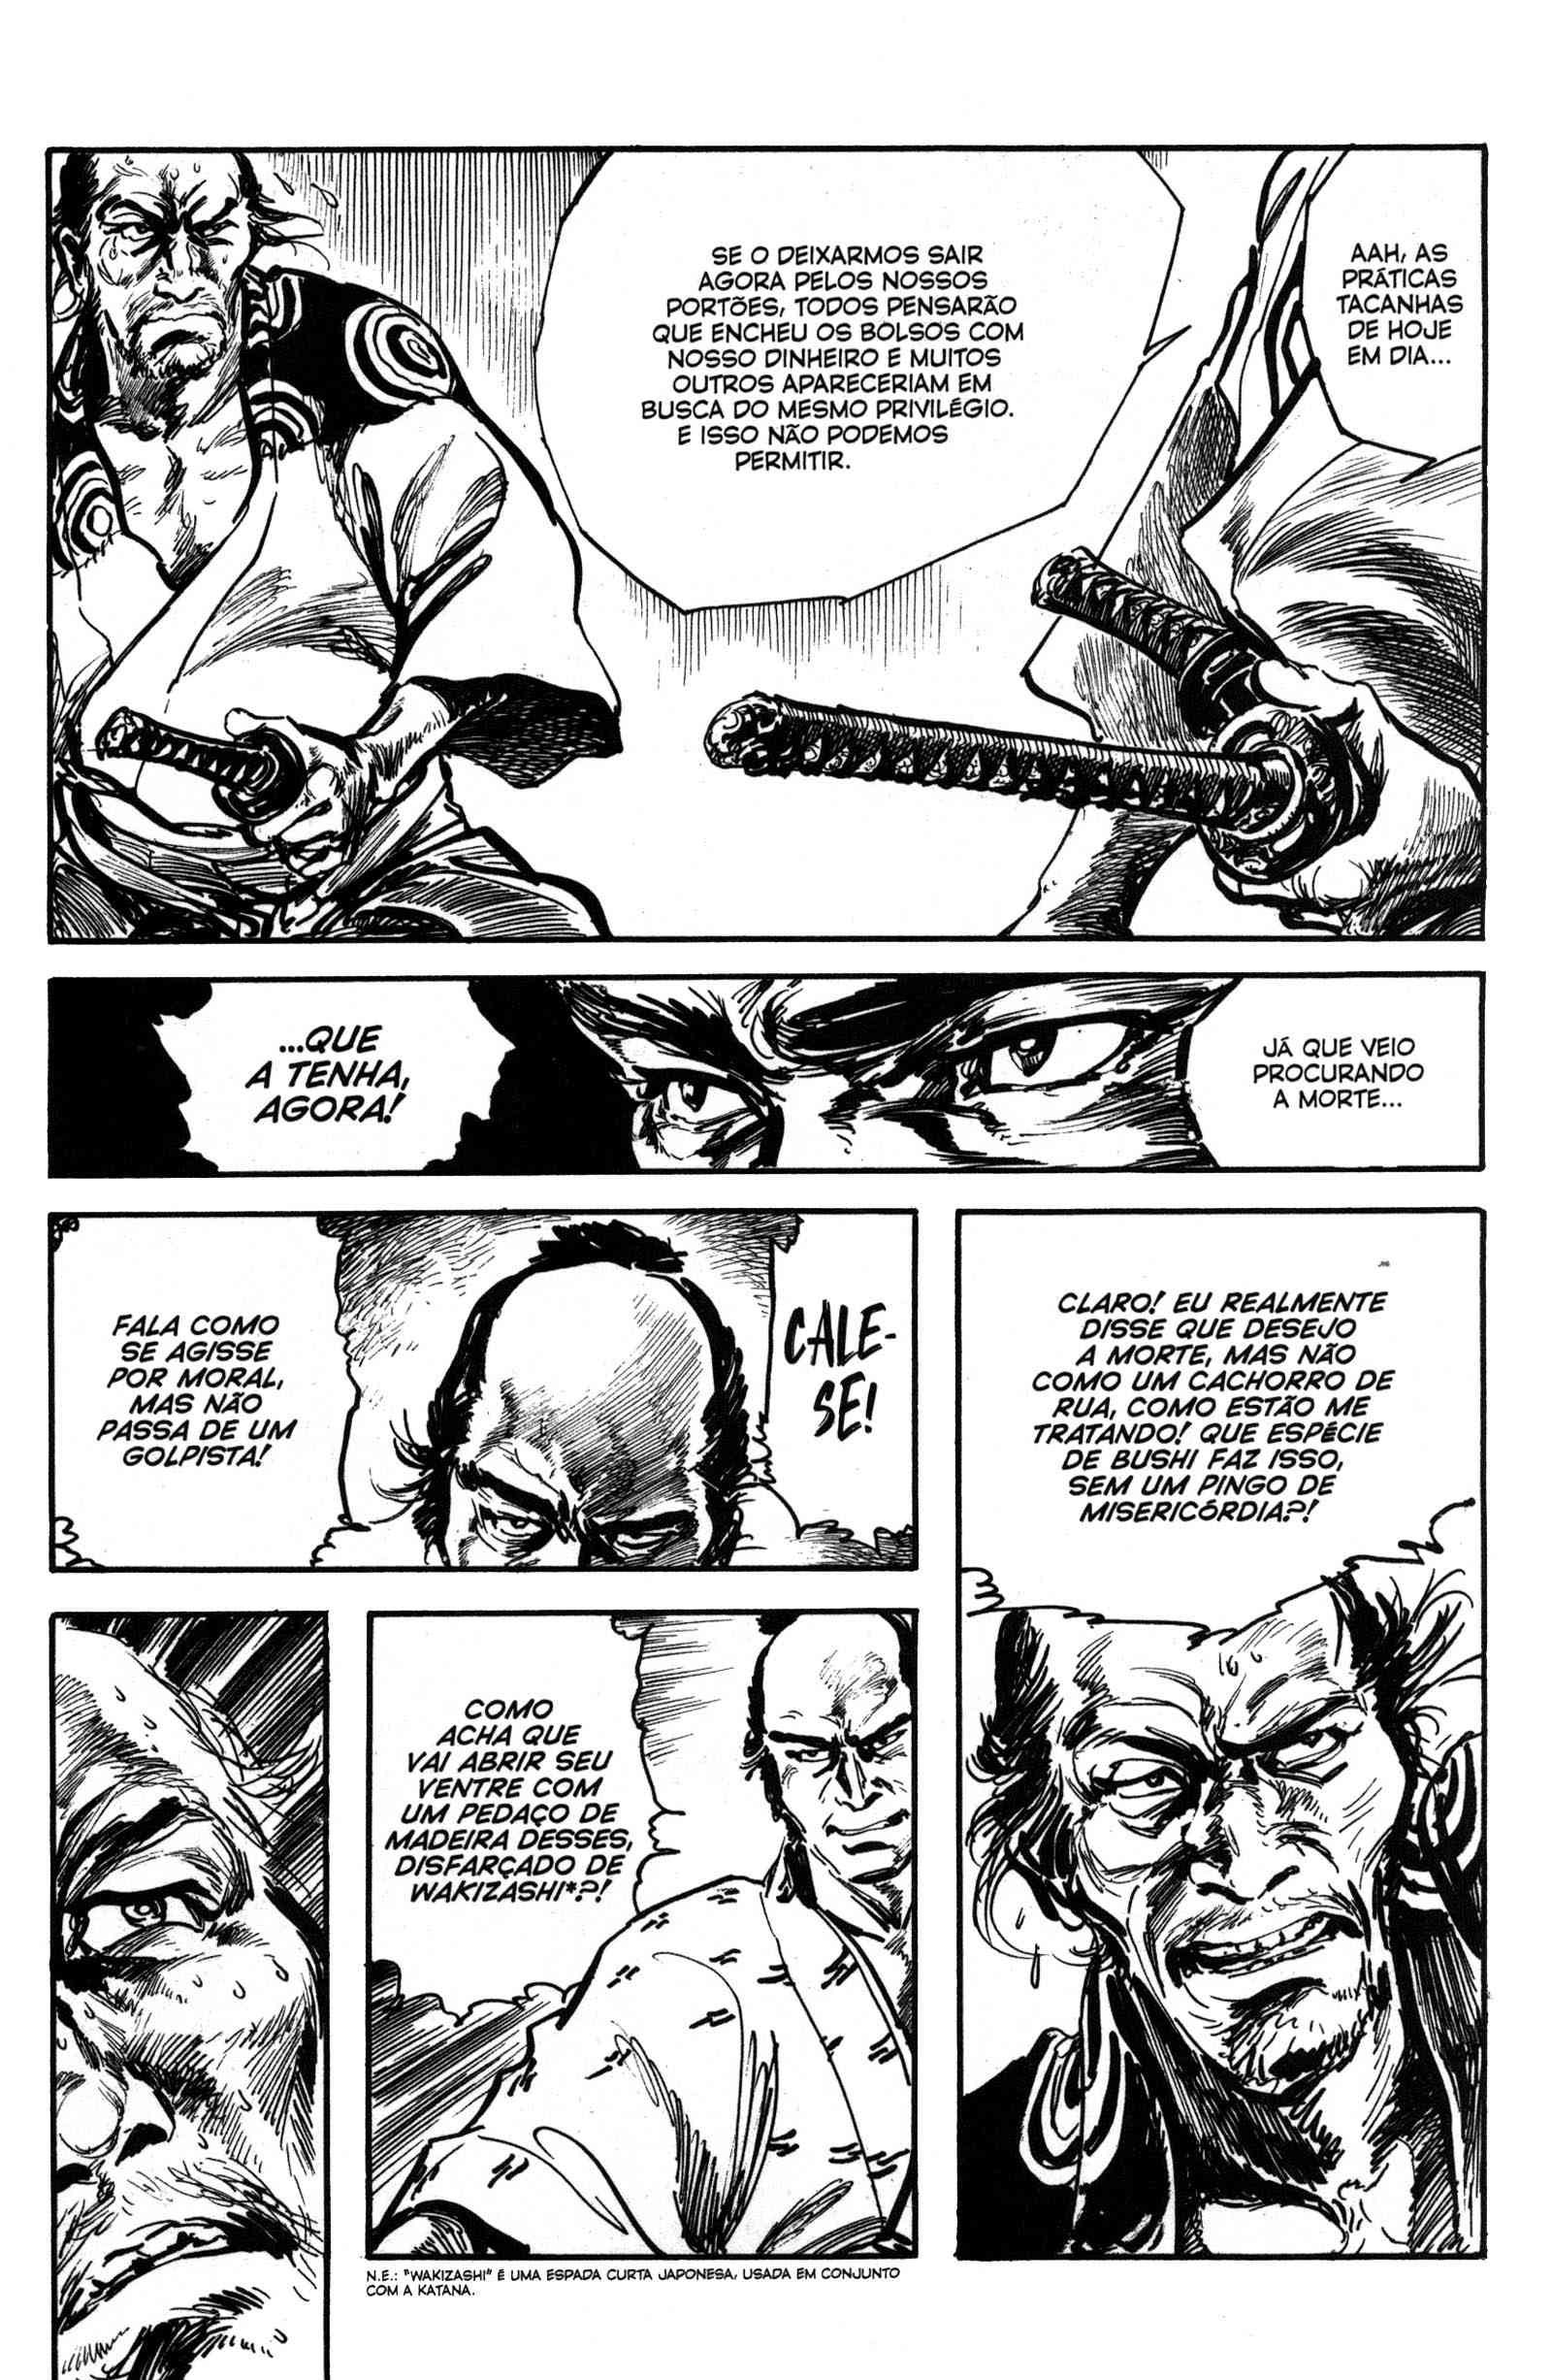 AAH, AS
PRÁTICAS
TACANHAS
DE HOJE
EM DIA...
SE O DEIXARMOS SAIR
AGORA PELOS NOSSOS
PORTÕES, TODOS PENSARÃO
QUE ENCHEU OS BOLSOS COM
NOSSO DINHEIRO E MUITOS
OUTROS APARECERIAM EM
BUSCA DO MESMO PRIVILÉGIO.
E ISSO NÃO PODEMOS
PERMITIR.
JÁ QUE VEIO
PROCURANDO
A MORTE...
...QUE
A TENHA,
AGORA!
CLARO! EU REALMENTE
DISSE QUE DESEJO
A MORTE, MAS NÃO
COMO UM CACHORRO DE
RUA, COMO ESTÃO ME
TRATANDO! QUE ESPÉCIE
DE BUSHI FAZ ISSO,
SEM UM PINGO DE
MISERICÓRDIA?!
CALE-
SE!
FALA COMO
SE AGISSE
POR MORAL,
MAS NÃO
PASSA DE UM
GOLPISTA!
COMO
ACHA QUE
VAI ABRIR SEU
VENTRE COM
UM PEDAÇO DE
MADEIRA DESSES,
DISFARÇADO DE
WAKIZASHI*?!
N.E.: "WAKIZASHI" É UMA ESPADA CURTA JAPONESA, USADA EM CONJUNTO
COM A KATANA.